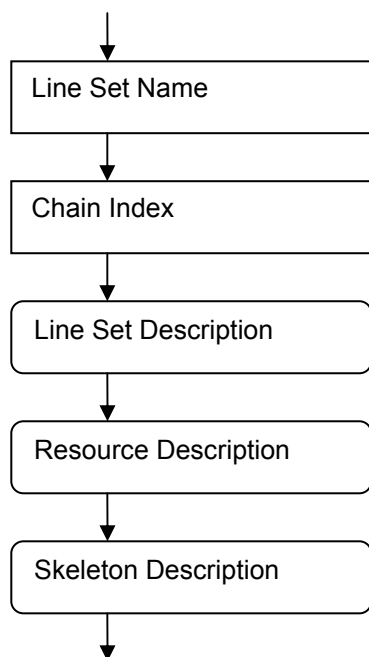 Line Set Name
Chain Index
Line Set Description
Resource Description
Skeleton Description